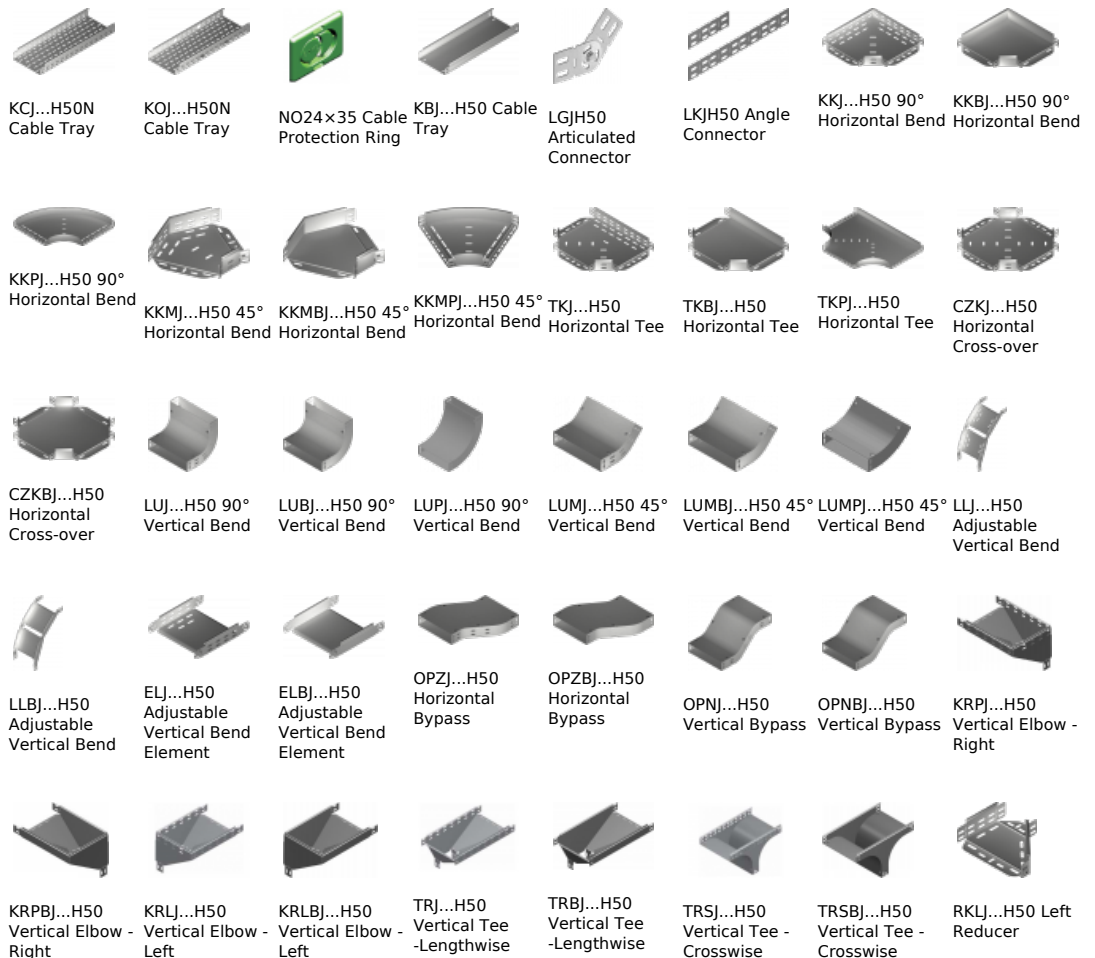 KCJ...H50N
Cable Tray
KOJ...H50N
Cable Tray
NO24×35 Cable
Protection Ring
KBJ...H50 Cable
Tray
LGJH50
Articulated
Connector
LKJH50 Angle
Connector
KKJ...H50 90°
Horizontal Bend
KKBJ...H50 90°
Horizontal Bend
KKPJ...H50 90°
Horizontal Bend
KKMJ...H50 45°
Horizontal Bend
KKMBJ...H50 45°
Horizontal Bend
KKMPJ...H50 45°
Horizontal Bend
TKJ...H50
Horizontal Tee
TKBJ...H50
Horizontal Tee
TKPJ...H50
Horizontal Tee
CZKJ...H50
Horizontal
Cross-over
CZKBJ...H50
Horizontal
Cross-over
LUJ...H50 90°
Vertical Bend
LUBJ...H50 90°
Vertical Bend
LUPJ...H50 90°
Vertical Bend
LUMJ...H50 45°
Vertical Bend
LUMBJ...H50 45°
Vertical Bend
LUMPJ...H50 45°
Vertical Bend
LLJ...H50
Adjustable
Vertical Bend
LLBJ...H50
Adjustable
Vertical Bend
ELJ...H50
Adjustable
Vertical Bend
Element
ELBJ...H50
Adjustable
Vertical Bend
Element
OPZJ...H50
Horizontal
Bypass
OPZBJ...H50
Horizontal
Bypass
OPNJ...H50
Vertical Bypass
OPNBJ...H50
Vertical Bypass
KRPJ...H50
Vertical Elbow -
Right
KRPBJ...H50
Vertical Elbow -
Right
KRLJ...H50
Vertical Elbow -
Left
KRLBJ...H50
Vertical Elbow -
Left
TRJ...H50
Vertical Tee
-Lengthwise
TRBJ...H50
Vertical Tee
-Lengthwise
TRSJ...H50
Vertical Tee -
Crosswise
TRSBJ...H50
Vertical Tee -
Crosswise
RKLJ...H50 Left
Reducer